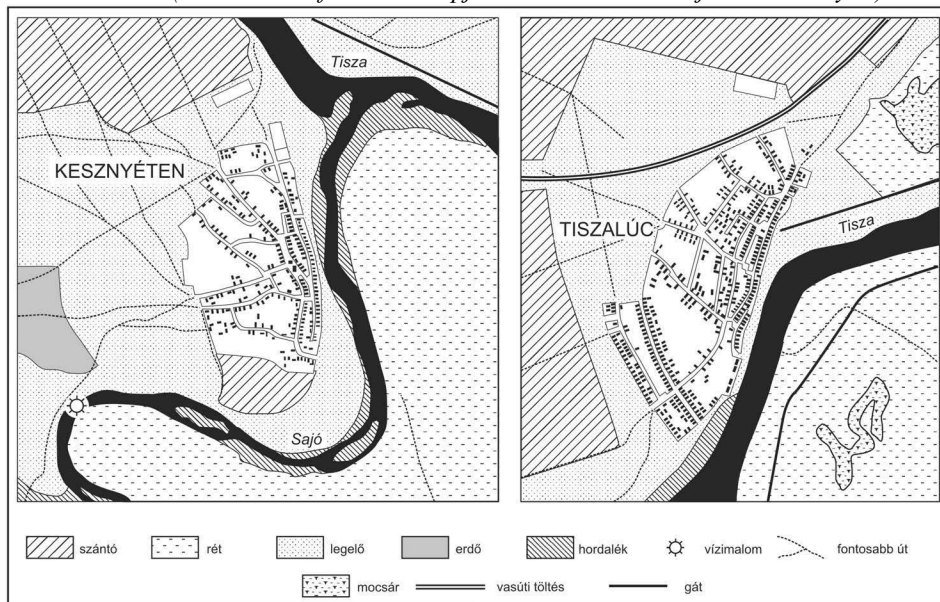 Tisza
KESZNYÉTEN
Sajó
TISZALÚC
Tisza
szántó
rét
legelő
erdő
hordalék
vízimalom
fontosabb út
mocsár
vasúti töltés
gát